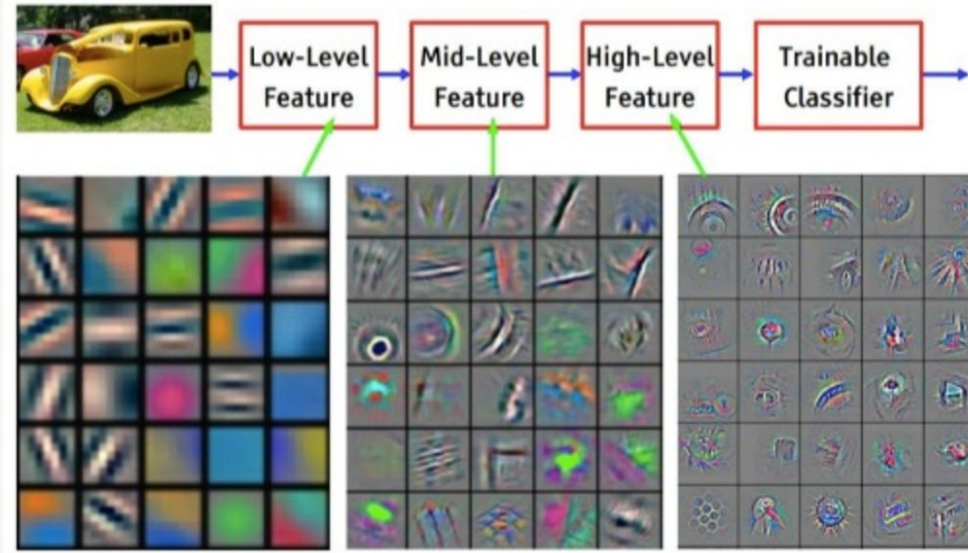 Low-Level
Feature
Mid-Level
Feature
High-Level
Feature
Trainable
Classifier